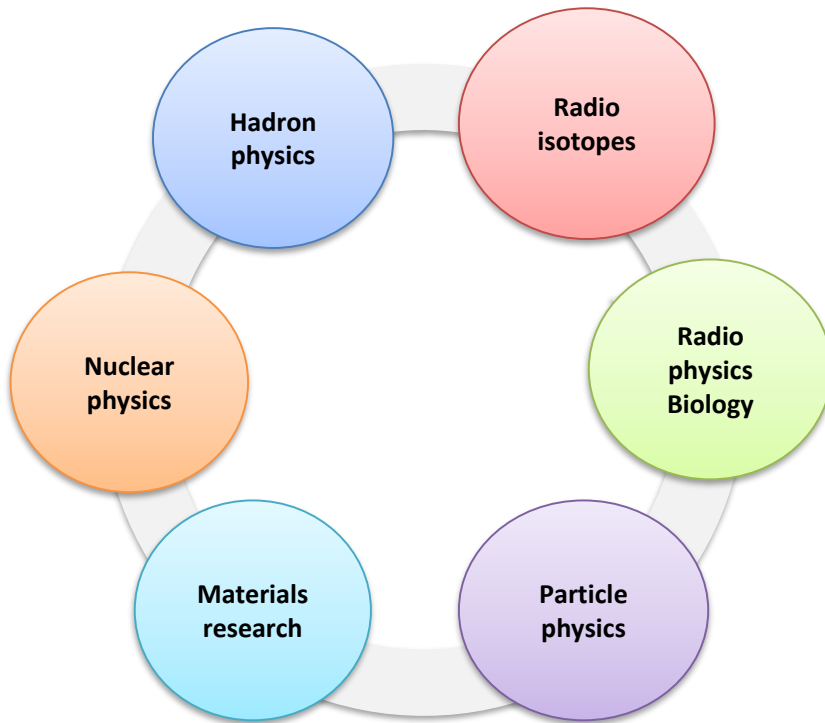 Hadron
physics
Radio
isotopes
Radio
physics
Biology
Nuclear
physics
Materials
research
Particle
physics